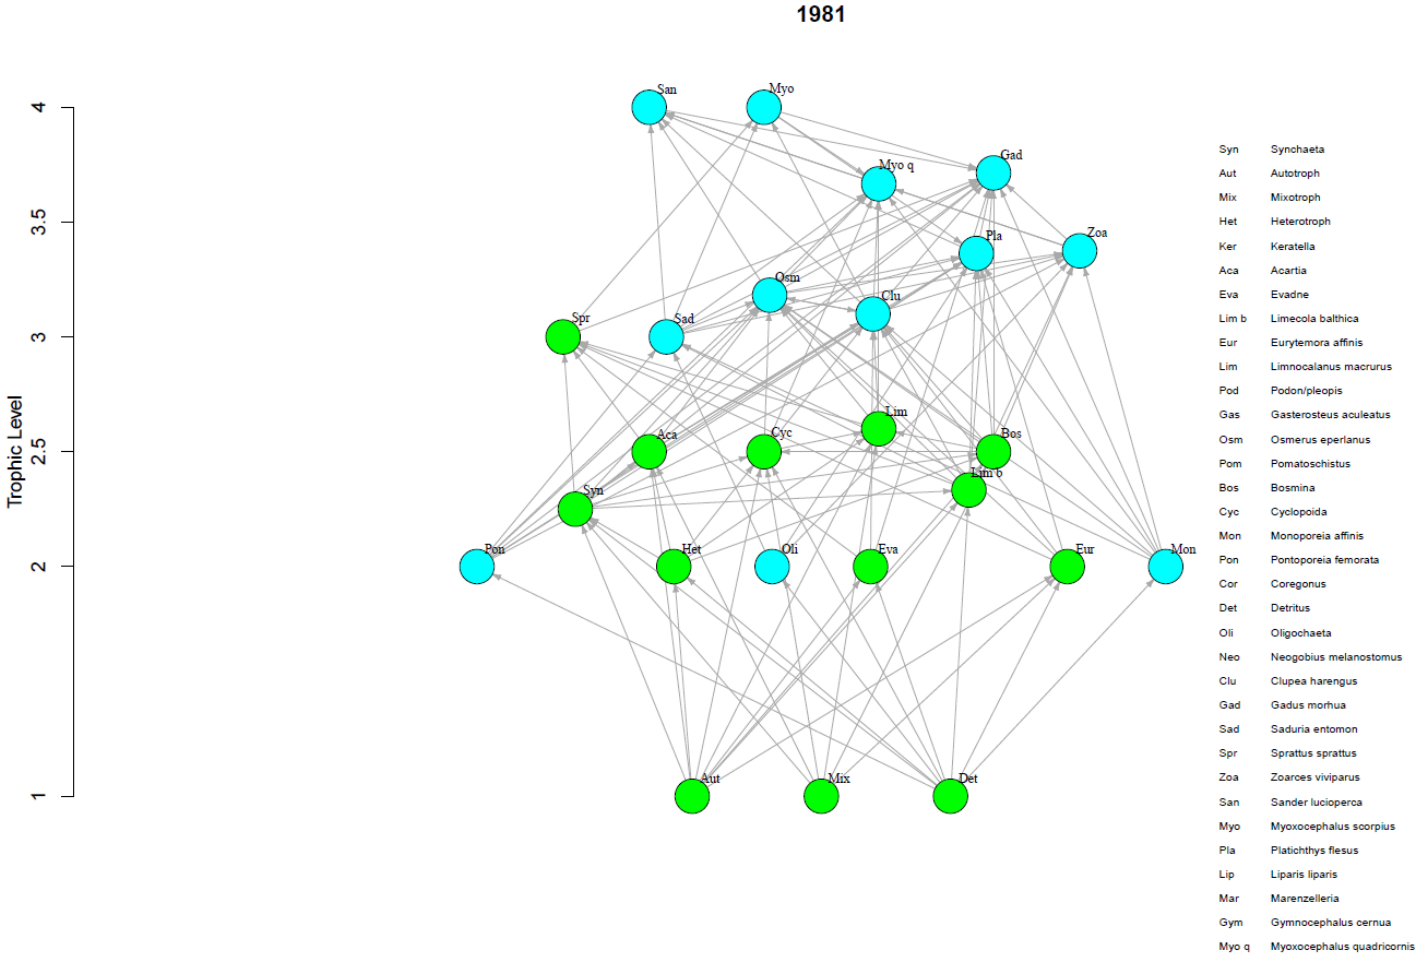 1981
4
3.5
3
2.5
2
1
Trophic Level
San
Myo
Myo q
Gad
Pla
Zoa
Osm
Clu
Spr
Sad
Lim
Aca
Cyc
Bos
Lim b
Syn
Pon
Het
Oli
Eva
Eur
Mon
Aut
Mix
Det
Syn Synchaeta
Aut Autotroph
Mix Mixotroph
Het Heterotroph
Ker Keratella
Aca Acartia
Eva Evadne
Lim b Limecola balthica
Eur Eurytemora affinis
Lim Limnocalanus macrurus
Pod Podon/pleopis
Gas Gasterosteus aculeatus
Osm Osmerus eperlanus
Pom Pomatoschistus
Bos Bosmina
Cyc Cyclopoida
Mon Monoporeia affinis
Pon Pontoporeia femorata
Cor Coregonus
Det Detritus
Oli Oligochaeta
Neo Neogobius melanostomus
Clu Clupea harengus
Gad Gadus morhua
Sad Saduria entomon
Spr Sprattus sprattus
Zoa Zoarces viviparus
San Sander lucioperca
Myo Myoxocephalus scorpius
Pla Platichthys flesus
Lip Liparis liparis
Mar Marenzelleria
Gym Gymnocephalus cernua
Myo q Myoxocephalus quadricornis